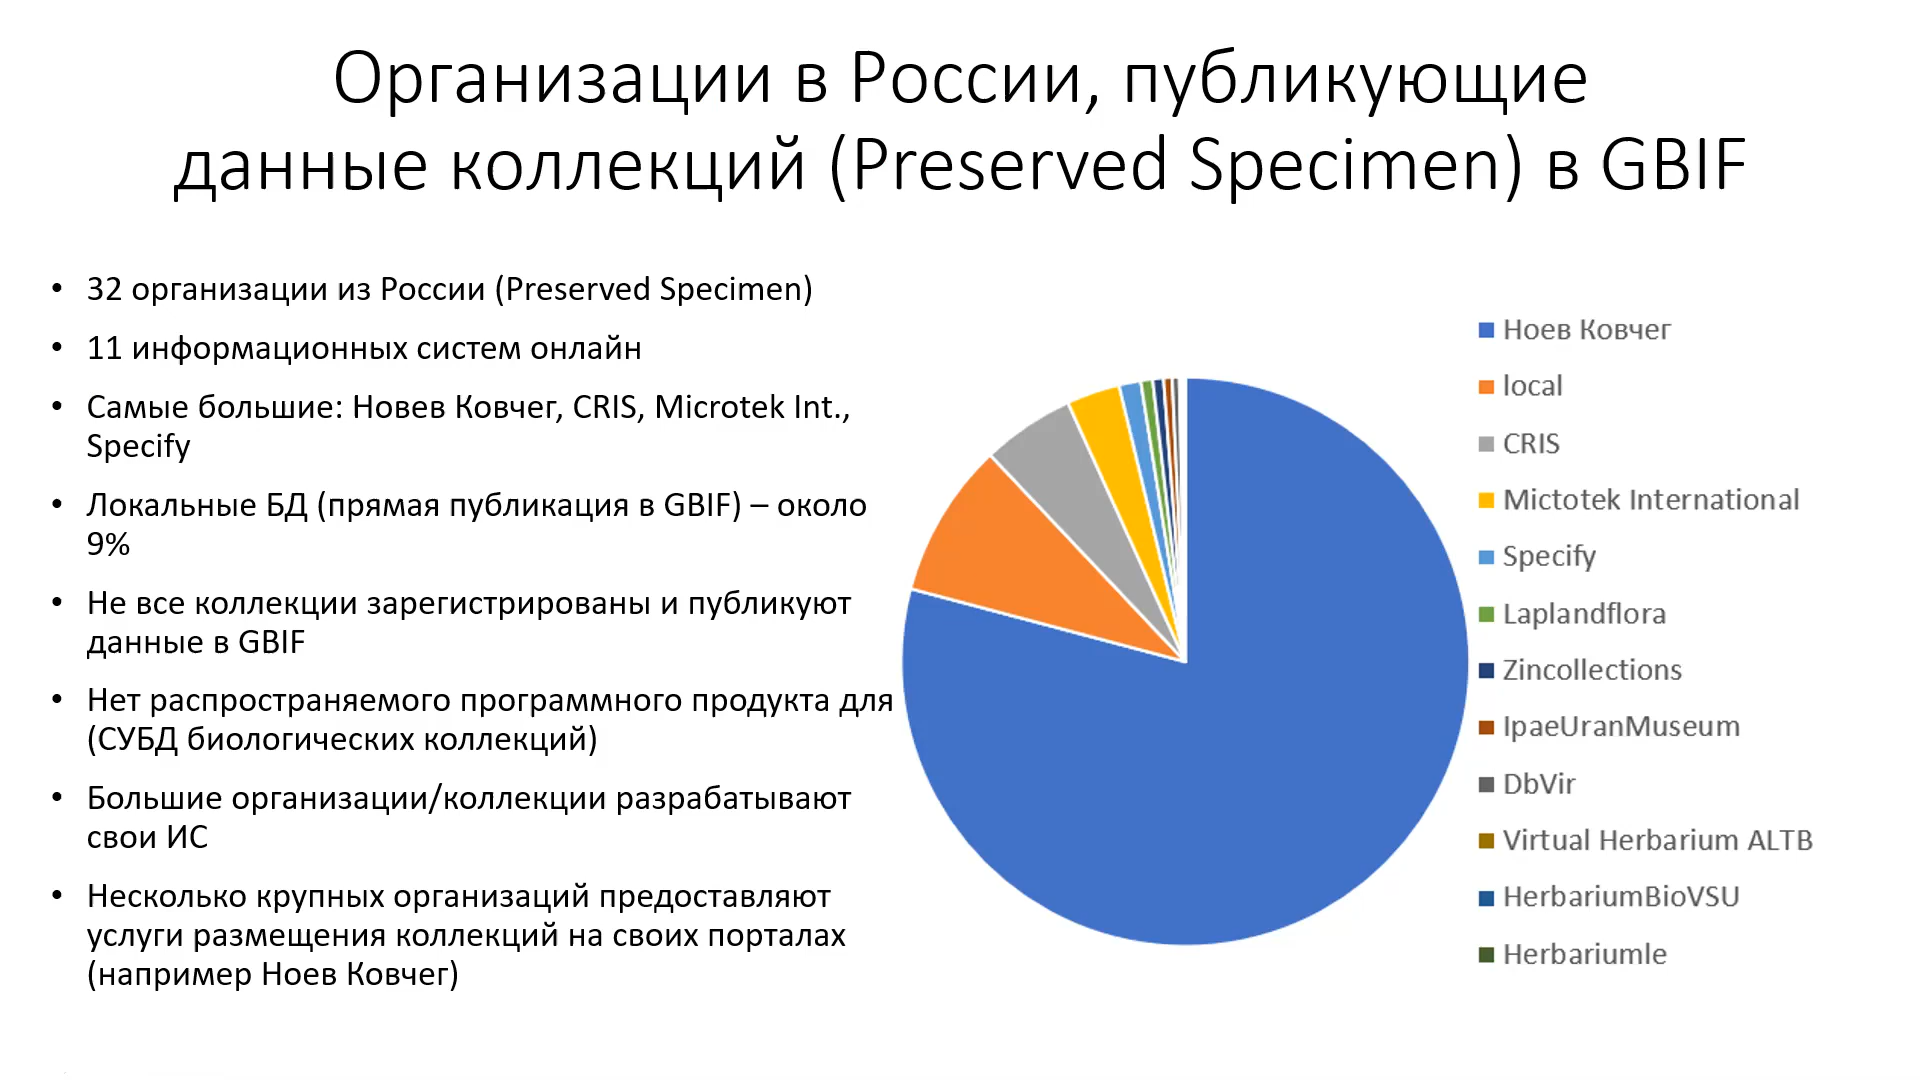 Организации в России, публикующие
данные коллекций (Preserved Specimen) в GBIF
• 32 организации из России (Preserved Specimen)
• 11 информационных систем онлайн
• Самые большие: Новев Ковчег, CRIS, Microtek Int.,
Specify
• Локальные БД (прямая публикация в GBIF) – около
9%
• Не все коллекции зарегистрированы и публикуют
данные в GBIF
• Нет распространяемого программного продукта для
(СУБД биологических коллекций)
• Большие организации/коллекции разрабатывают
свои ИС
• Несколько крупных организаций предоставляют
услуги размещения коллекций на своих порталах
(например Ноев Ковчег)
Ноев Ковчег
local
CRIS
Mictotek International
Specify
Laplandflora
Zincollections
IpaeUranMuseum
DbVir
Virtual Herbarium ALTB
HerbariumBioVSU
Herbariumle